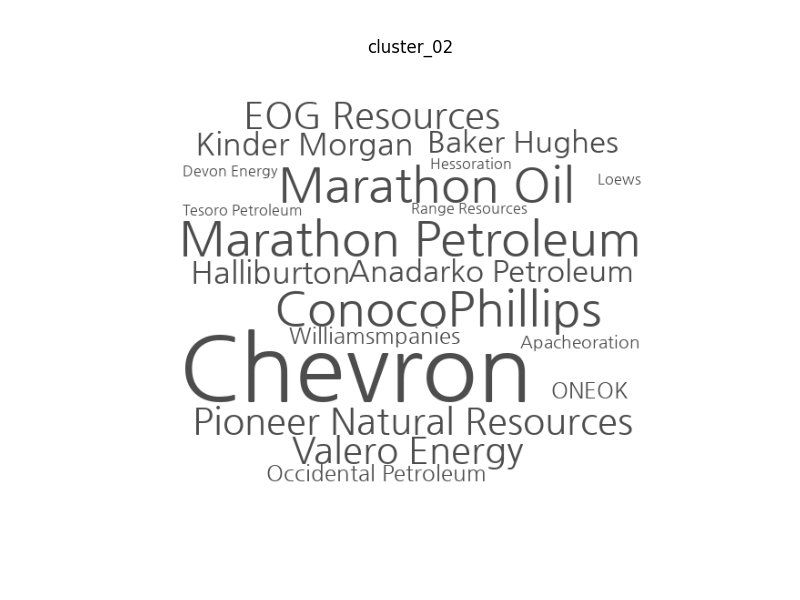 cluster_02
EOG Resources
Kinder Morgan Baker Hughes
Hessoration
Devon Energy Marathon Oil Loews
Tesoro Petroleum Range Resources
Marathon Petroleum
Halliburton Anadarko Petroleum
ConocoPhillips
Williamsmpanies Apacheoration
Chevron
ONEOK
Pioneer Natural Resources
Valero Energy
Occidental Petroleum